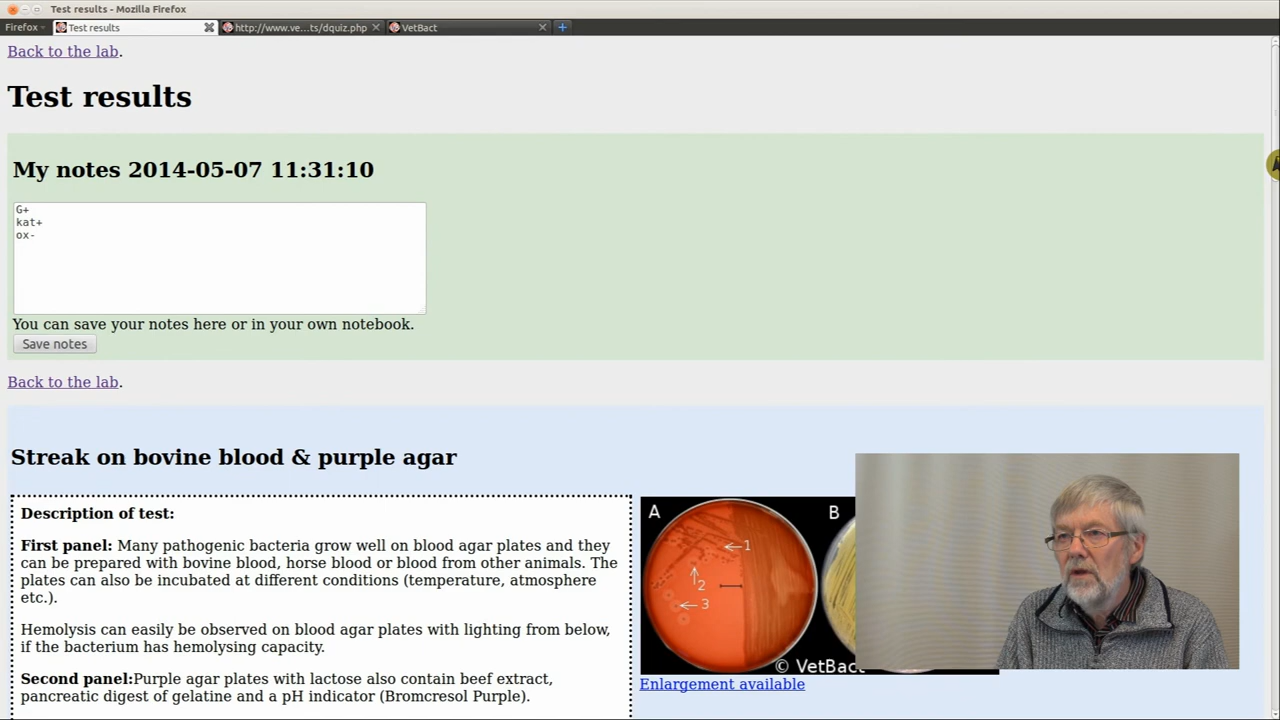 Test results - Mozilla Firefox
Firefox
Test results
http://www.ve...ts/dquiz.php
VetBact
Back to the lab.
Test results
My notes 2014-05-07 11:31:10
G+
kat+
ox-
You can save your notes here or in your own notebook.
Save notes
Back to the lab.
Streak on bovine blood & purple agar
Description of test:
First panel: Many pathogenic bacteria grow well on blood agar plates and they
can be prepared with bovine blood, horse blood or blood from other animals. The
plates can also be incubated at different conditions (temperature, atmosphere
etc.).
Hemolysis can easily be observed on blood agar plates with lighting from below,
if the bacterium has hemolysing capacity.
Second panel:Purple agar plates with lactose also contain beef extract,
pancreatic digest of gelatine and a pH indicator (Bromcresol Purple).
A
B
1
2
3
© VetBact
Enlargement available